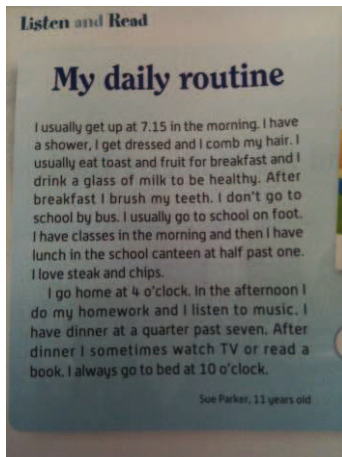 Listen and Read
My daily routine
I usually get up at 7.15 in the morning. I have
a shower, I get dressed and I comb my hair. I
usually eat toast and fruit for breakfast and I
drink a glass of milk to be healthy. After
breakfast I brush my teeth. I don't go to
school by bus. I usually go to school on foot.
I have classes in the morning and then I have
lunch in the school canteen at half past one.
I love steak and chips.
I go home at 4 o'clock. In the afternoon I
do my homework and I listen to music. I
have dinner at a quarter past seven. After
dinner I sometimes watch TV or read a
book. I always go to bed at 10 o'clock.
Sue Parker, 11 years old